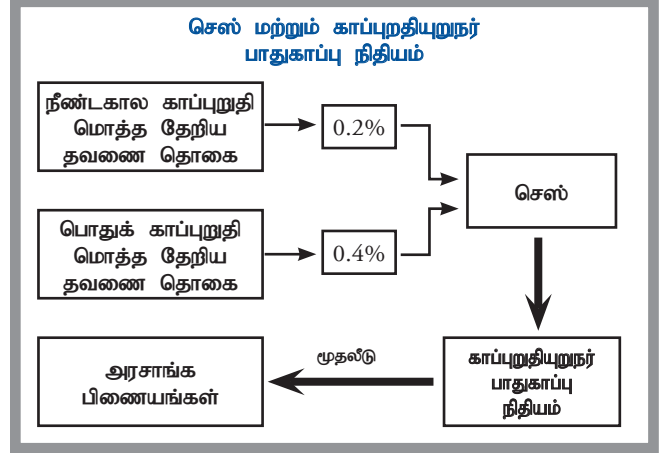 செஸ் மற்றும் காப்புறதியுறுநர்
பாதுகாப்பு நிதியம்
நீண்டகால காப்புறுதி
மொத்த தேறிய
தவணை தொகை
0.2%
செஸ்
பொதுக் காப்புறுதி
மொத்த தேறிய
தவணை தொகை
0.4%
அரசாங்க
பிணையங்கள்
மூதலீடு
காப்புறுதியுறுநர்
பாதுகாப்பு
நிதியம்